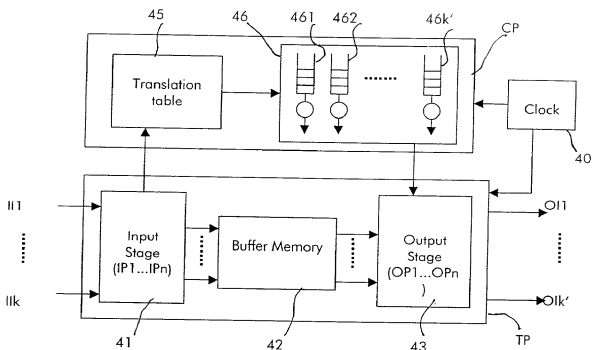 45
46
461
462
46k'
CP
Translation
table
Clock
40
II1
IIk
Input
Stage
(IP1...IPn)
Buffer Memory
Output
Stage
(OP1...OPn
)
OI1
OIk'
41
42
43
TP